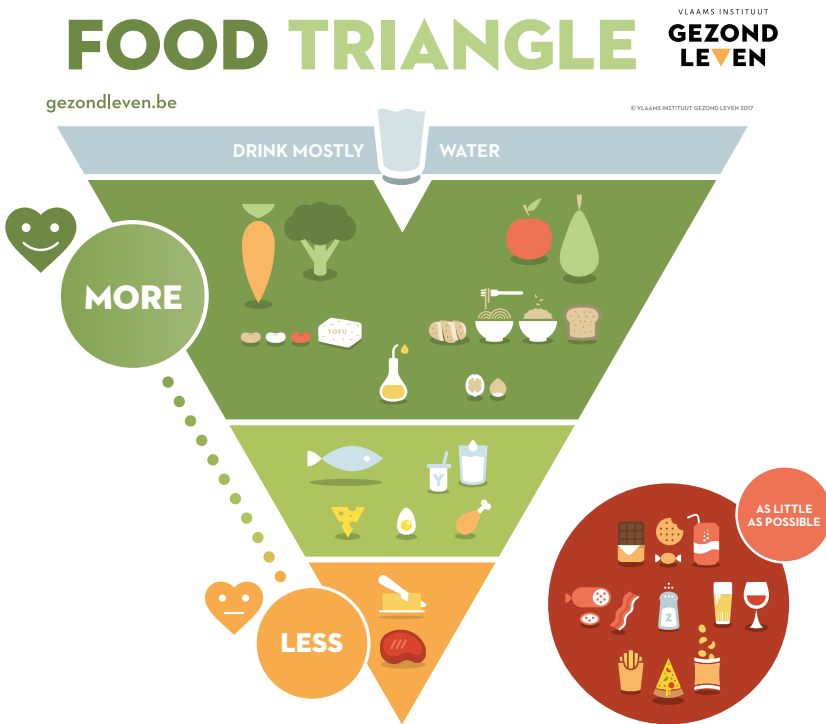 FOOD TRIANGLE
VLAAMS INSTITUUT
GEZOND
LEVEN
gezondleven.be
© VLAAMS INSTITUUT GEZOND LEVEN 2017
DRINK MOSTLY WATER
MORE
TOFU
Y
AS LITTLE
AS POSSIBLE
Z
LESS